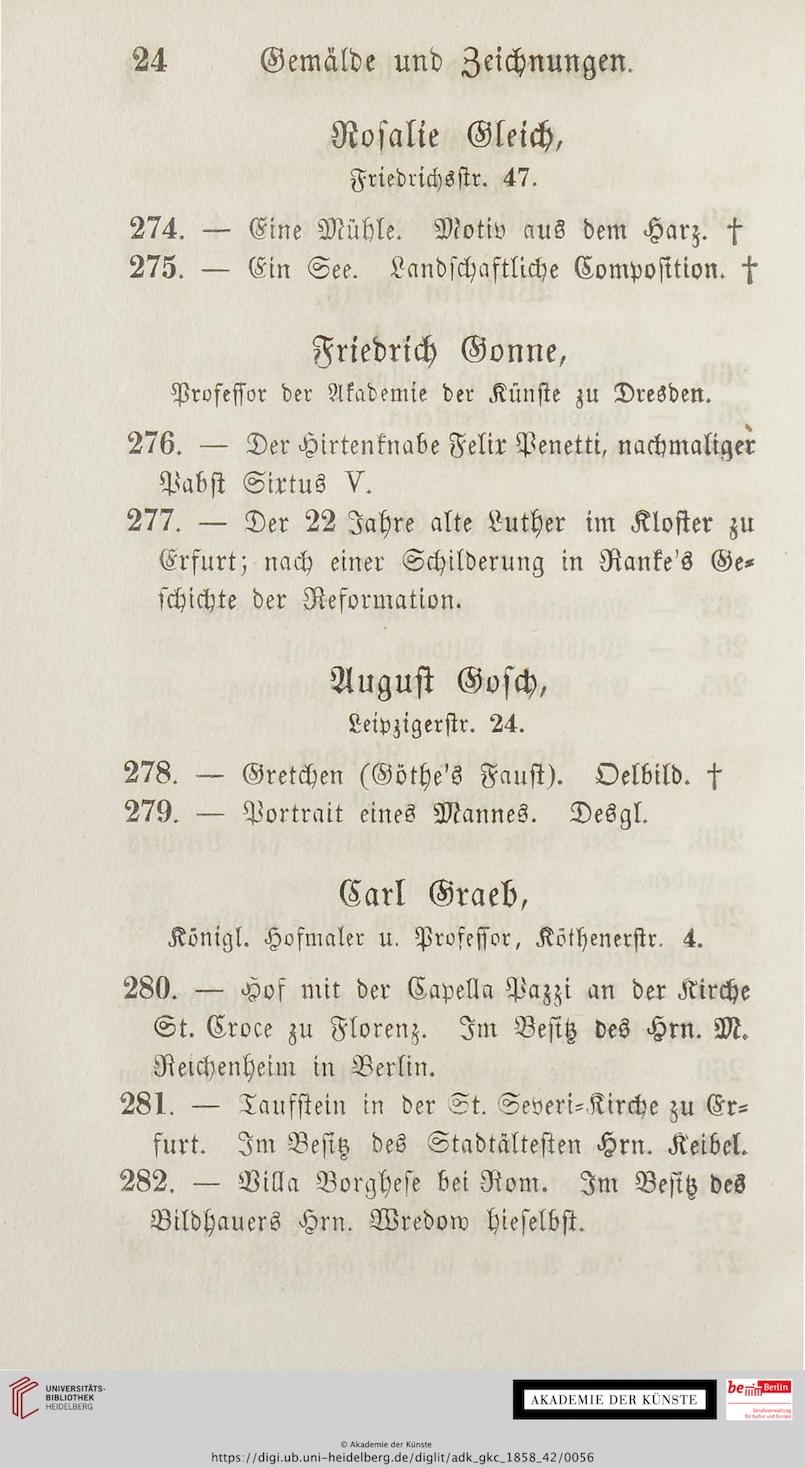 24 Gemälde und Zeichnungen.
Rosalie Gleich,
Friedrichsstr. 47.
274. — Eine Mühle. Motiv aus dem Harz. †
275. — Ein See. Landschaftliche Composition. †
Friedrich Gonne,
Professor der Akademie der Künste zu Dresden.
276. — Der Hirtenknabe Felix Penetti, nachmaliger
Pabst Sixtus V.
277. — Der 22 Jahre alte Luther im Kloster zu
Erfurt; nach einer Schilderung in Ranke's Ge-
schichte der Reformation.
August Gosch,
Leipzigerstr. 24.
278. — Gretchen (Göthe's Faust). Oelbild. †
279. — Portrait eines Mannes. Desgl.
Carl Graeb,
Königl. Hofmaler u. Professor, Köthenerstr. 4.
280. — Hof mit der Capella Pazzi an der Kirche
St. Croce zu Florenz. Im Besitz des Hrn. M.
Reichenheim in Berlin.
281. — Taufstein in der St. Severi-Kirche zu Er-
furt. Im Besitz des Stadtältesten Hrn. Keibel.
282. — Villa Borghese bei Rom. Im Besitz des
Bildhauers Hrn. Wredow hieselbst.
UNIVERSITÄTS-
BIBLIOTHEK
HEIDELBERG
AKADEMIE DER KÜNSTE
be Berlin
Senatsverwaltung
für Kultur und Europa
© Akademie der Künste
https://digi.ub.uni-heidelberg.de/diglit/adk_gkc_1858_42/0056